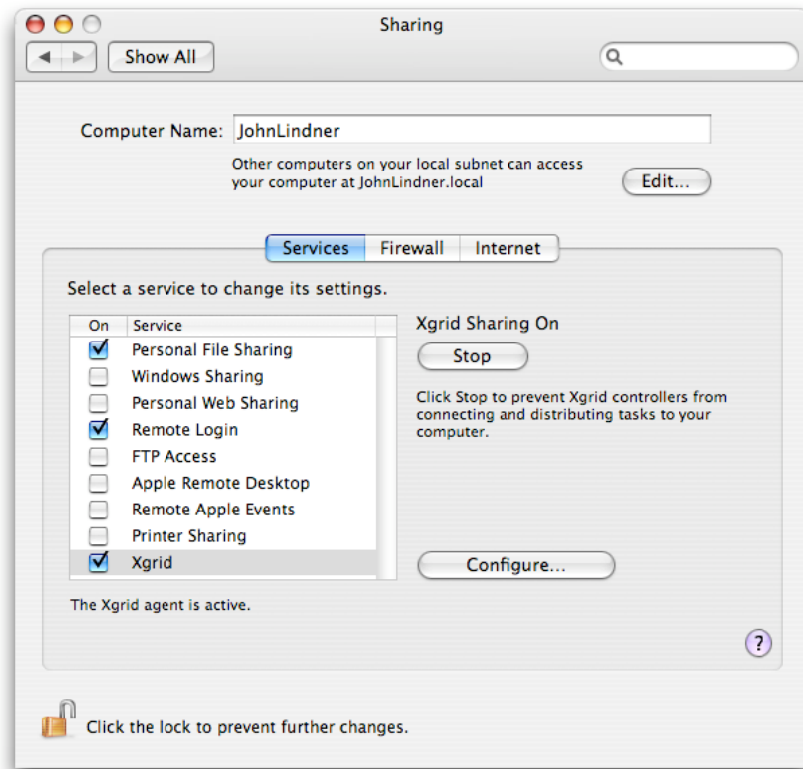 Sharing
Show All
Computer Name: JohnLindner
Other computers on your local subnet can access
your computer at JohnLindner.local
Edit...
Services Firewall Internet
Select a service to change its settings.
On Service
Personal File Sharing
Windows Sharing
Personal Web Sharing
Remote Login
FTP Access
Apple Remote Desktop
Remote Apple Events
Printer Sharing
Xgrid
Xgrid Sharing On
Stop
Click Stop to prevent Xgrid controllers from
connecting and distributing tasks to your
computer.
Configure...
The Xgrid agent is active.
?
Click the lock to prevent further changes.